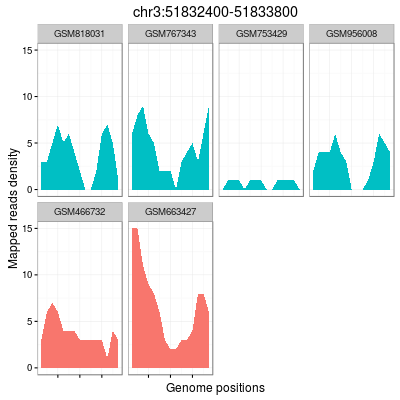 chr3:51832400-51833800
GSM818031 GSM767343 GSM753429 GSM956008
15
10
5
0
Mapped reads density
GSM466732 GSM663427
15
10
5
0
Genome positions